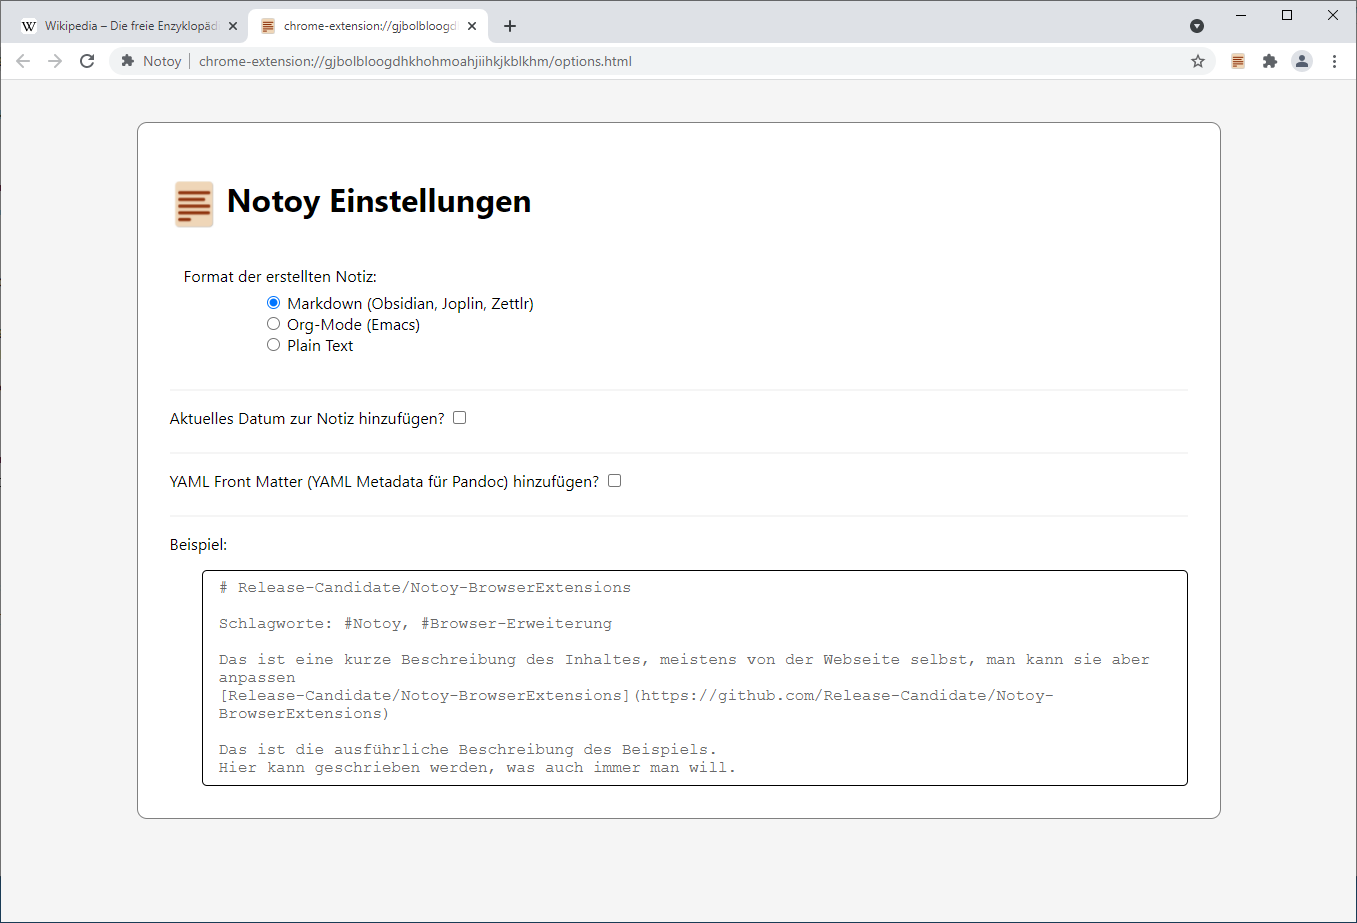 Wikipedia – Die freie Enzyklopäd
chrome-extension://gjbolbloogd
Notoy
chrome-extension://gjbolbloogdhkhohmoahjiihkjkblkhm/options.html
Notoy Einstellungen
Format der erstellten Notiz:
Markdown (Obsidian, Joplin, Zettlr)
Org-Mode (Emacs)
Plain Text
Aktuelles Datum zur Notiz hinzufügen?
YAML Front Matter (YAML Metadata für Pandoc) hinzufügen?
Beispiel:
# Release-Candidate/Notoy-BrowserExtensions
Schlagworte: #Notoy, #Browser-Erweiterung
Das ist eine kurze Beschreibung des Inhaltes, meistens von der Webseite selbst, man kann sie aber
anpassen
[Release-Candidate/Notoy-BrowserExtensions](https://github.com/Release-Candidate/Notoy-
BrowserExtensions)
Das ist die ausführliche Beschreibung des Beispiels.
Hier kann geschrieben werden, was auch immer man will.